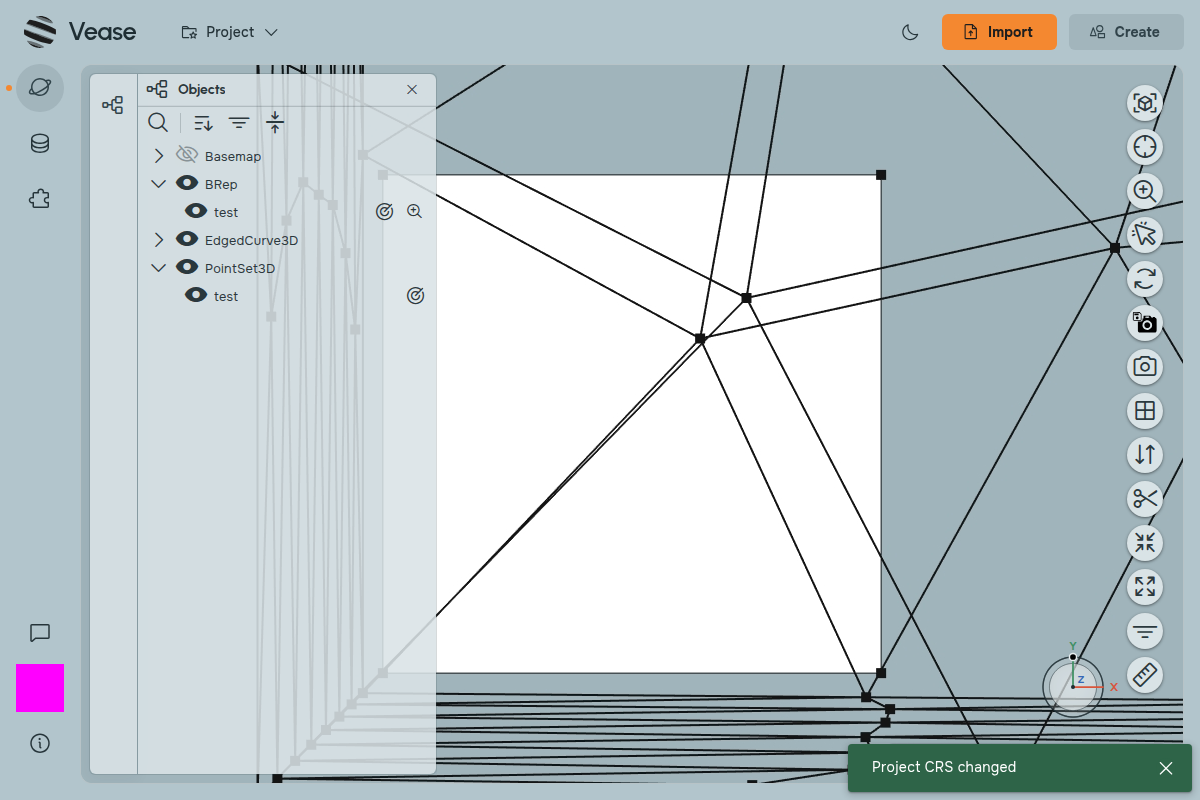 Vease
Project
Import
Create
Objects
Basemap
BRep
test
EdgedCurve3D
PointSet3D
test
Y
Z
X
Project CRS changed